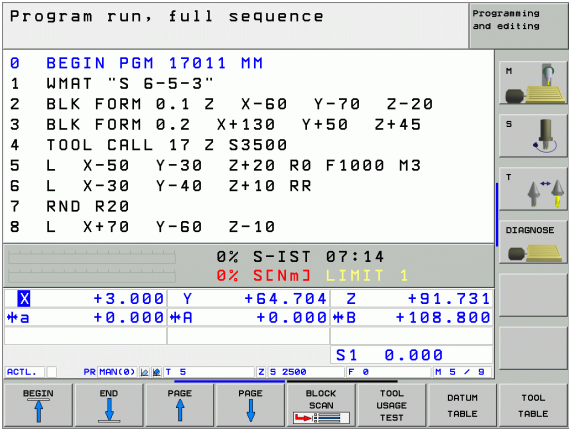 Program run, full sequence
Programming
and editing
0 BEGIN PGM 17011 MM
1 WMAT "S 6-5-3"
2 BLK FORM 0.1 Z X-60 Y-70 Z-20
3 BLK FORM 0.2 X+130 Y+50 Z+45
4 TOOL CALL 17 Z S3500
5 L X-50 Y-30 Z+20 R0 F1000 M3
6 L X-30 Y-40 Z+10 RR
7 RND R20
8 L X+70 Y-60 Z-10
M
S
T
DIAGNOSE
0% S-IST 07:14
0% S[Nm] LIMIT 1
X +3.000 Y +64.704 Z +91.731
a +0.000 A +0.000 B +108.800
S1 0.000
ACTL. PR MAN(0) T 5 Z S 2500 F 0 M 5 / 9
BEGIN
END
PAGE
PAGE
BLOCK
SCAN
TOOL
USAGE
TEST
DATUM
TABLE
TOOL
TABLE